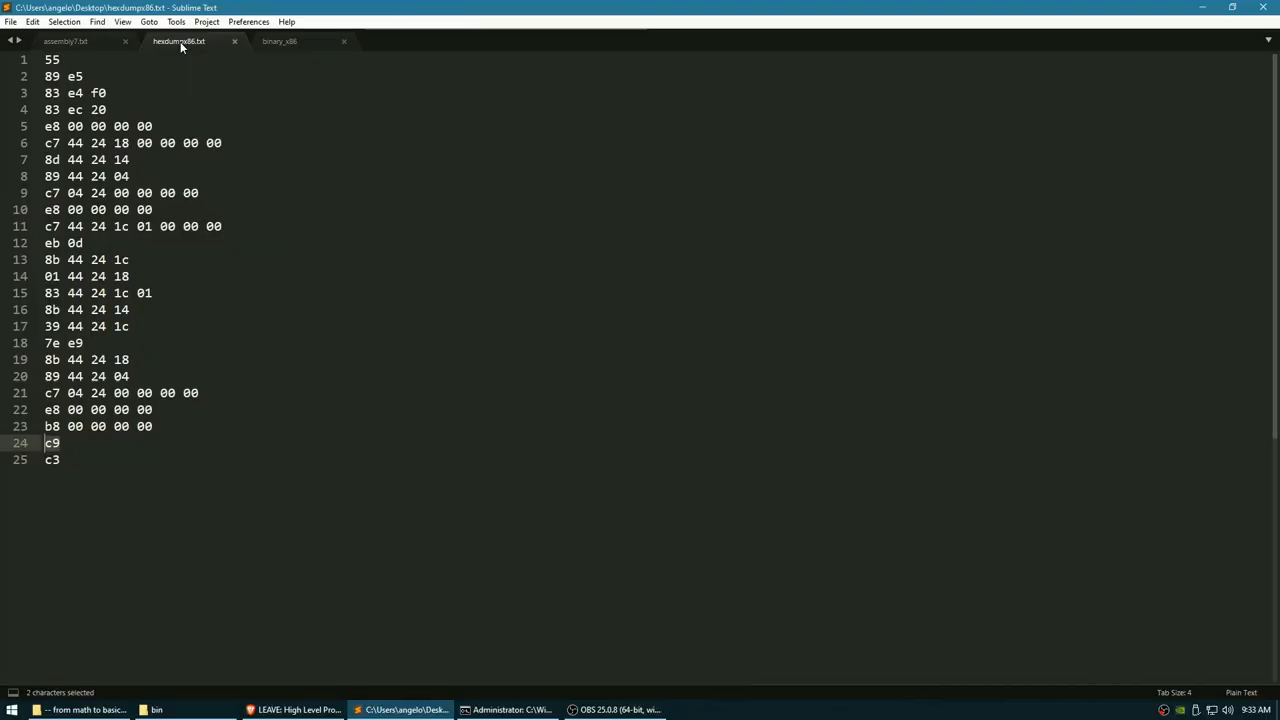 C:\Users\angelo\Desktop\hexdumpx86.txt - Sublime Text
File Edit Selection Find View Goto Tools Project Preferences Help
assembly7.txt hexdumpx86.txt binary_x86
1 55
2 89 e5
3 83 e4 f0
4 83 ec 20
5 e8 00 00 00 00
6 c7 44 24 18 00 00 00 00
7 8d 44 24 14
8 89 44 24 04
9 c7 04 24 00 00 00 00
10 e8 00 00 00 00
11 c7 44 24 1c 01 00 00 00
12 eb 0d
13 8b 44 24 1c
14 01 44 24 18
15 83 44 24 1c 01
16 8b 44 24 14
17 39 44 24 1c
18 7e e9
19 8b 44 24 18
20 89 44 24 04
21 c7 04 24 00 00 00 00
22 e8 00 00 00 00
23 b8 00 00 00 00
24 c9
25 c3
2 characters selected Tab Size: 4 Plain Text
-- from math to basic... bin LEAVE: High Level Pro... C:\Users\angelo\Desk... Administrator: C:\Wi... OBS 25.0.8 (64-bit, wi... 9:33 AM